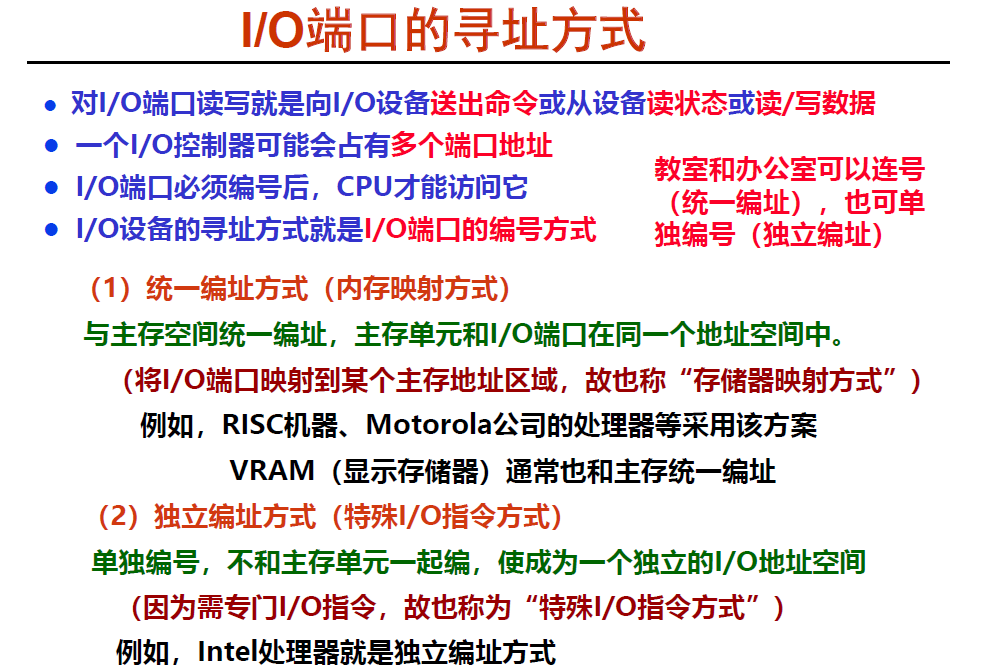 I/O端口的寻址方式
● 对I/O端口读写就是向I/O设备送出命令或从设备读状态或读/写数据
● 一个I/O控制器可能会占有多个端口地址
● I/O端口必须编号后，CPU才能访问它
● I/O设备的寻址方式就是I/O端口的编号方式
教室和办公室可以连号
（统一编址），也可单
独编号（独立编址）
（1）统一编址方式（内存映射方式）
与主存空间统一编址，主存单元和I/O端口在同一个地址空间中。
（将I/O端口映射到某个主存地址区域，故也称“存储器映射方式”）
例如，RISC机器、Motorola公司的处理器等采用该方案
VRAM（显示存储器）通常也和主存统一编址
（2）独立编址方式（特殊I/O指令方式）
单独编号，不和主存单元一起编，使成为一个独立的I/O地址空间
（因为需专门I/O指令，故也称为“特殊I/O指令方式”）
例如，Intel处理器就是独立编址方式